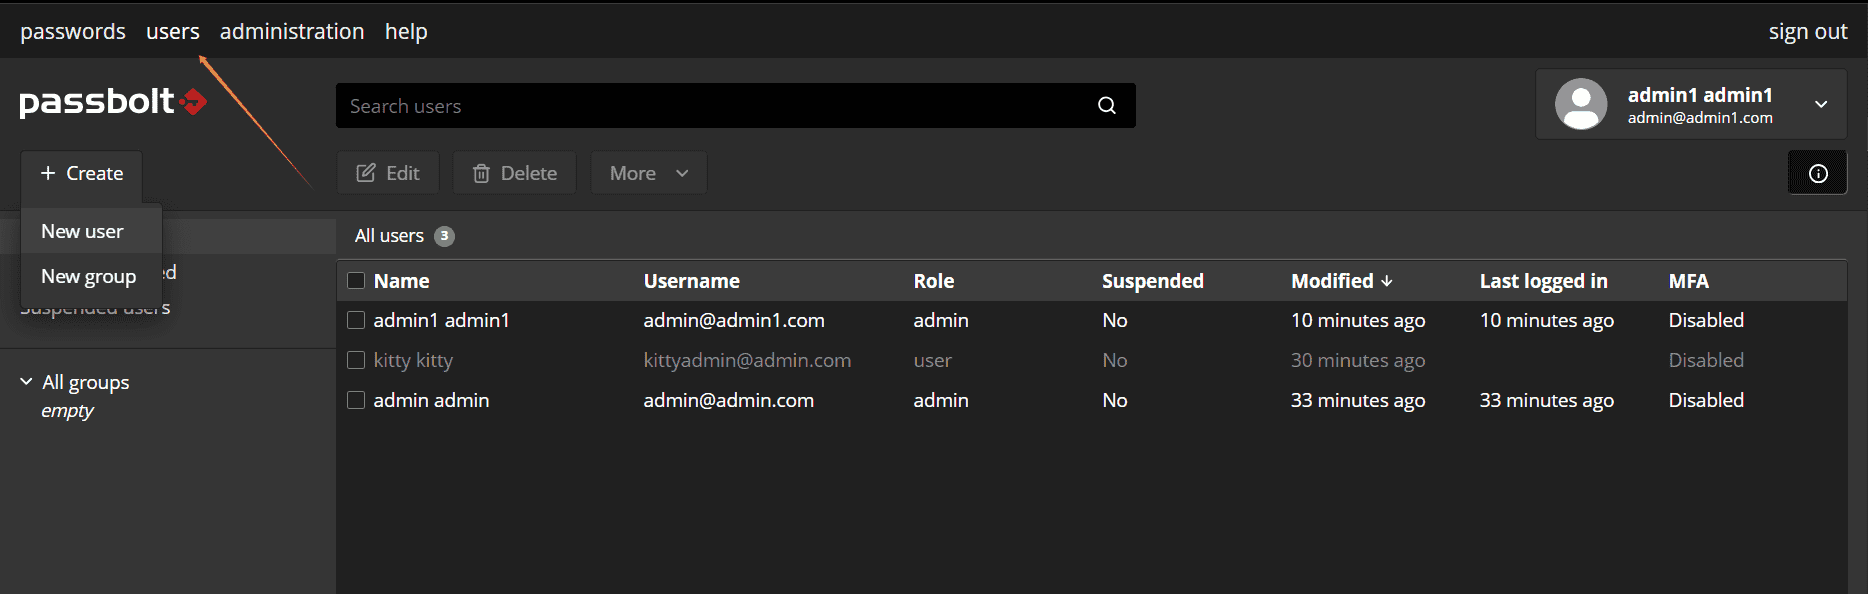 passwords users administration help sign out
passbolt
Search users
admin1 admin1
admin@admin1.com
Create
Edit Delete More
New user
New group
ed
Suspended users
All groups
empty
All users 3
Name Username Role Suspended Modified Last logged in MFA
admin1 admin1 admin@admin1.com admin No 10 minutes ago 10 minutes ago Disabled
kitty kitty kittyadmin@admin.com user No 30 minutes ago Disabled
admin admin admin@admin.com admin No 33 minutes ago 33 minutes ago Disabled